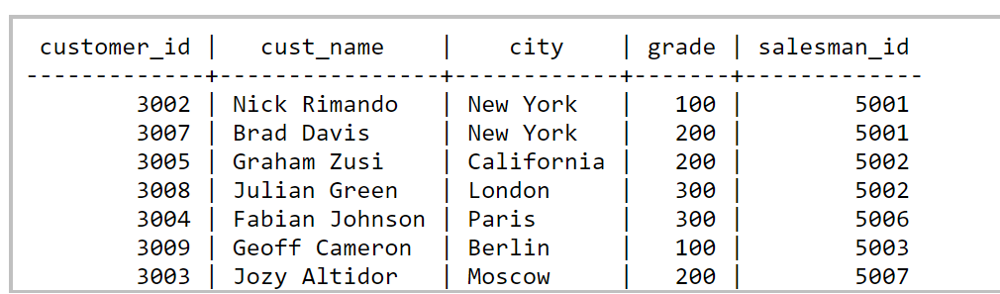 customer_id |   cust_name    |    city    | grade | salesman_id
-------------+----------------+------------+-------+-------------
        3002 | Nick Rimando   | New York   |   100 |        5001
        3007 | Brad Davis     | New York   |   200 |        5001
        3005 | Graham Zusi    | California |   200 |        5002
        3008 | Julian Green   | London     |   300 |        5002
        3004 | Fabian Johnson | Paris      |   300 |        5006
        3009 | Geoff Cameron  | Berlin     |   100 |        5003
        3003 | Jozy Altidor   | Moscow     |   200 |        5007